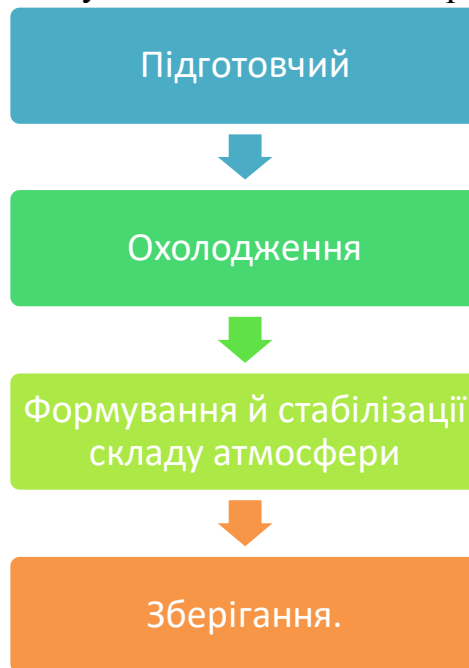 Підготовчий
Охолодження
Формування й стабілізації
складу атмосфери
Зберігання.